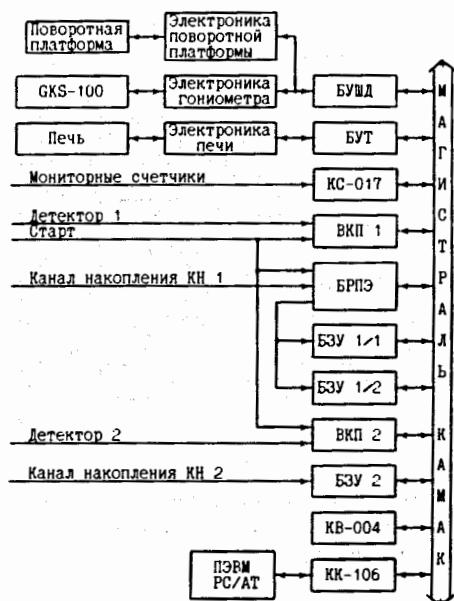 Поворотная
платформа
Электроника
поворотной
платформы
GKS-100
Электроника
гониометра
БУШД
Печь
Электроника
печи
БУТ
Мониторные счетчики
КС-017
Детектор 1
Старт
ВКП 1
Канал накопления КН 1
БРПЭ
БЗУ 1/1
БЗУ 1/2
Детектор 2
ВКП 2
Канал накопления КН 2
БЗУ 2
КВ-004
ПЭВМ
PC/AT
КК-106
МАГИСТРАЛЬ КАМАК